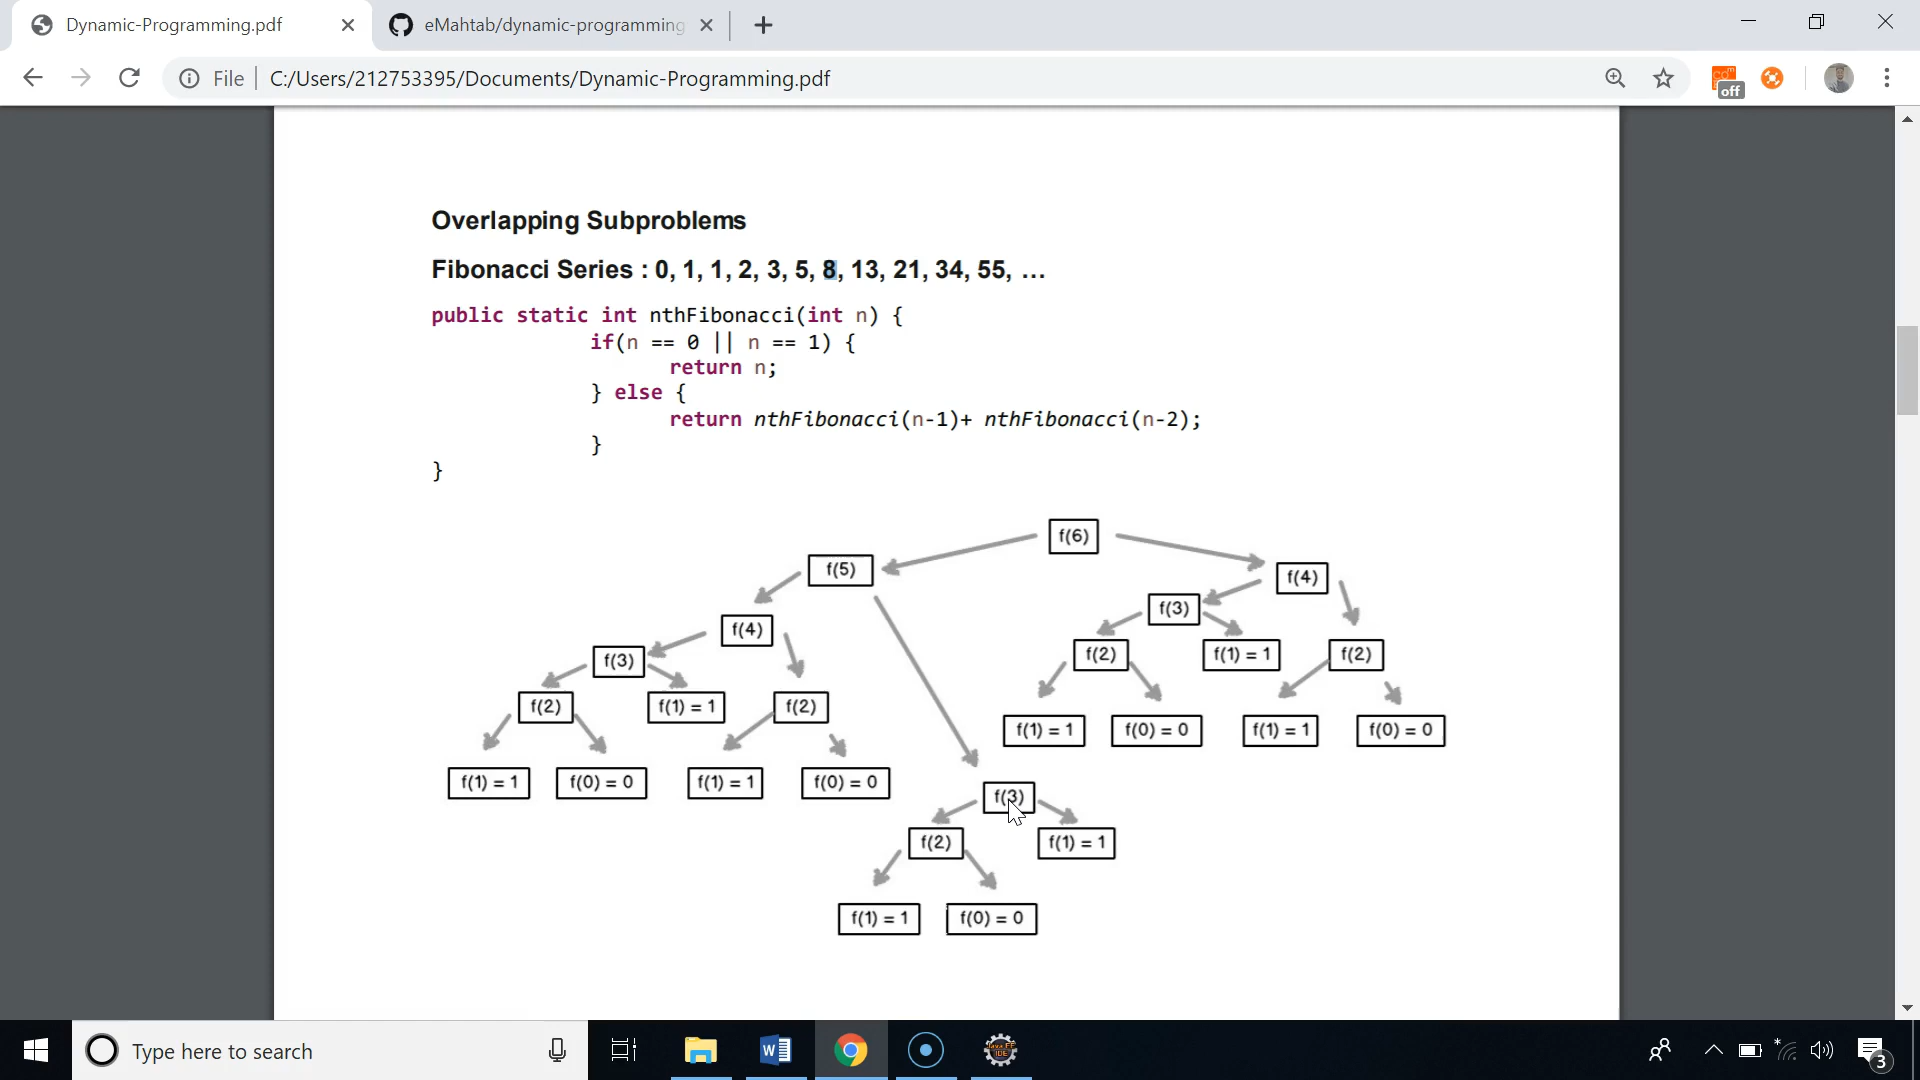 Dynamic-Programming.pdf
eMahtab/dynamic-programming
File
C:/Users/212753395/Documents/Dynamic-Programming.pdf
off
Overlapping Subproblems
Fibonacci Series : 0, 1, 1, 2, 3, 5, 8, 13, 21, 34, 55, …
public static int nthFibonacci(int n) {
if(n == 0 || n == 1) {
return n;
} else {
return nthFibonacci(n-1)+ nthFibonacci(n-2);
}
}
f(6)
f(5)
f(4)
f(3)
f(4)
f(3)
f(2)
f(1) = 1
f(2)
f(2)
f(1) = 1
f(2)
f(1) = 1
f(0) = 0
f(1) = 1
f(0) = 0
f(1) = 1
f(0) = 0
f(1) = 1
f(0) = 0
f(3)
f(2)
f(1) = 1
f(1) = 1
f(0) = 0
Type here to search
3